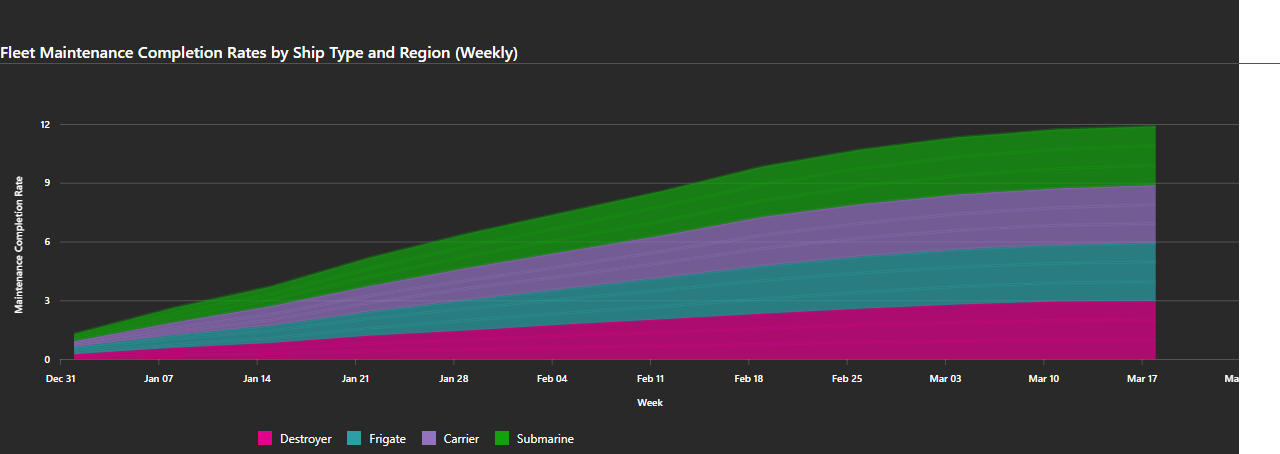 Fleet Maintenance Completion Rates by Ship Type and Region (Weekly)
12
9
6
3
0
Maintenance Completion Rate
Dec 31 Jan 07 Jan 14 Jan 21 Jan 28 Feb 04 Feb 11 Feb 18 Feb 25 Mar 03 Mar 10 Mar 17 Ma
Week
Destroyer Frigate Carrier Submarine